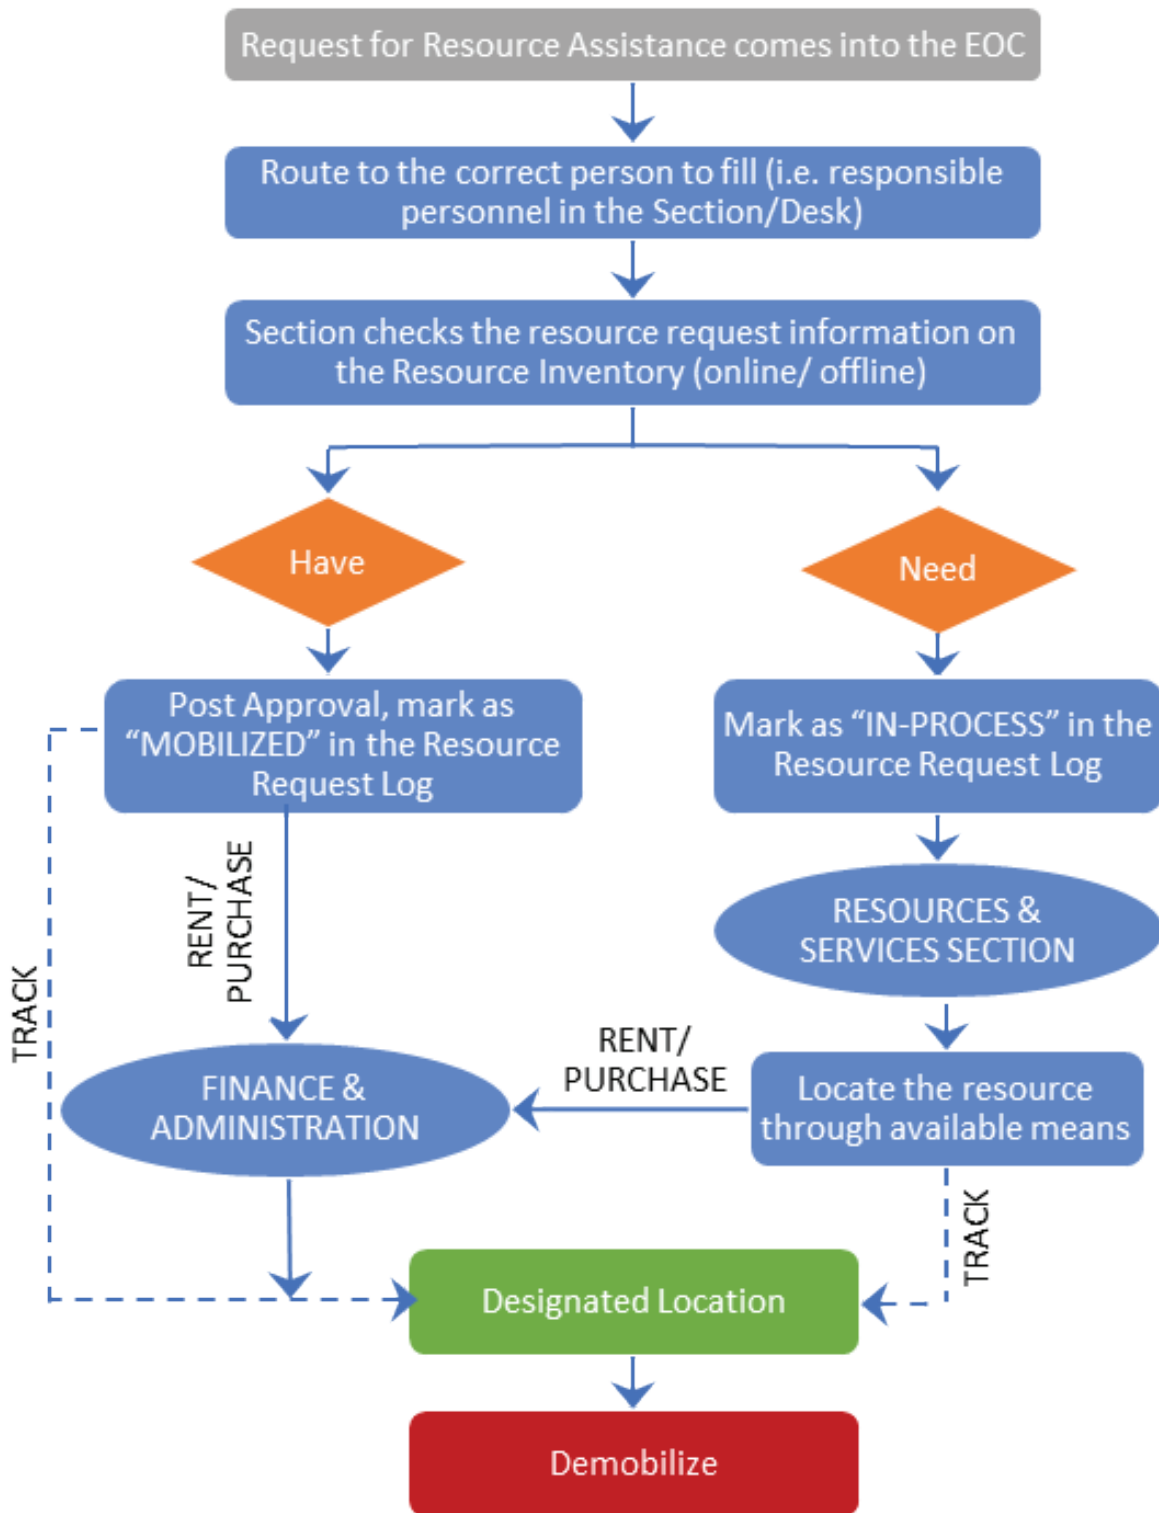 Request for Resource Assistance comes into the EOC
Route to the correct person to fill (i.e. responsible
personnel in the Section/Desk)
Section checks the resource request information on
the Resource Inventory (online/ offline)
Have
Need
Post Approval, mark as
“MOBILIZED” in the Resource
Request Log
Mark as “IN-PROCESS” in the
Resource Request Log
RENT/
PURCHASE
RESOURCES &
SERVICES SECTION
TRACK
RENT/
PURCHASE
FINANCE &
ADMINISTRATION
Locate the resource
through available means
TRACK
Designated Location
Demobilize